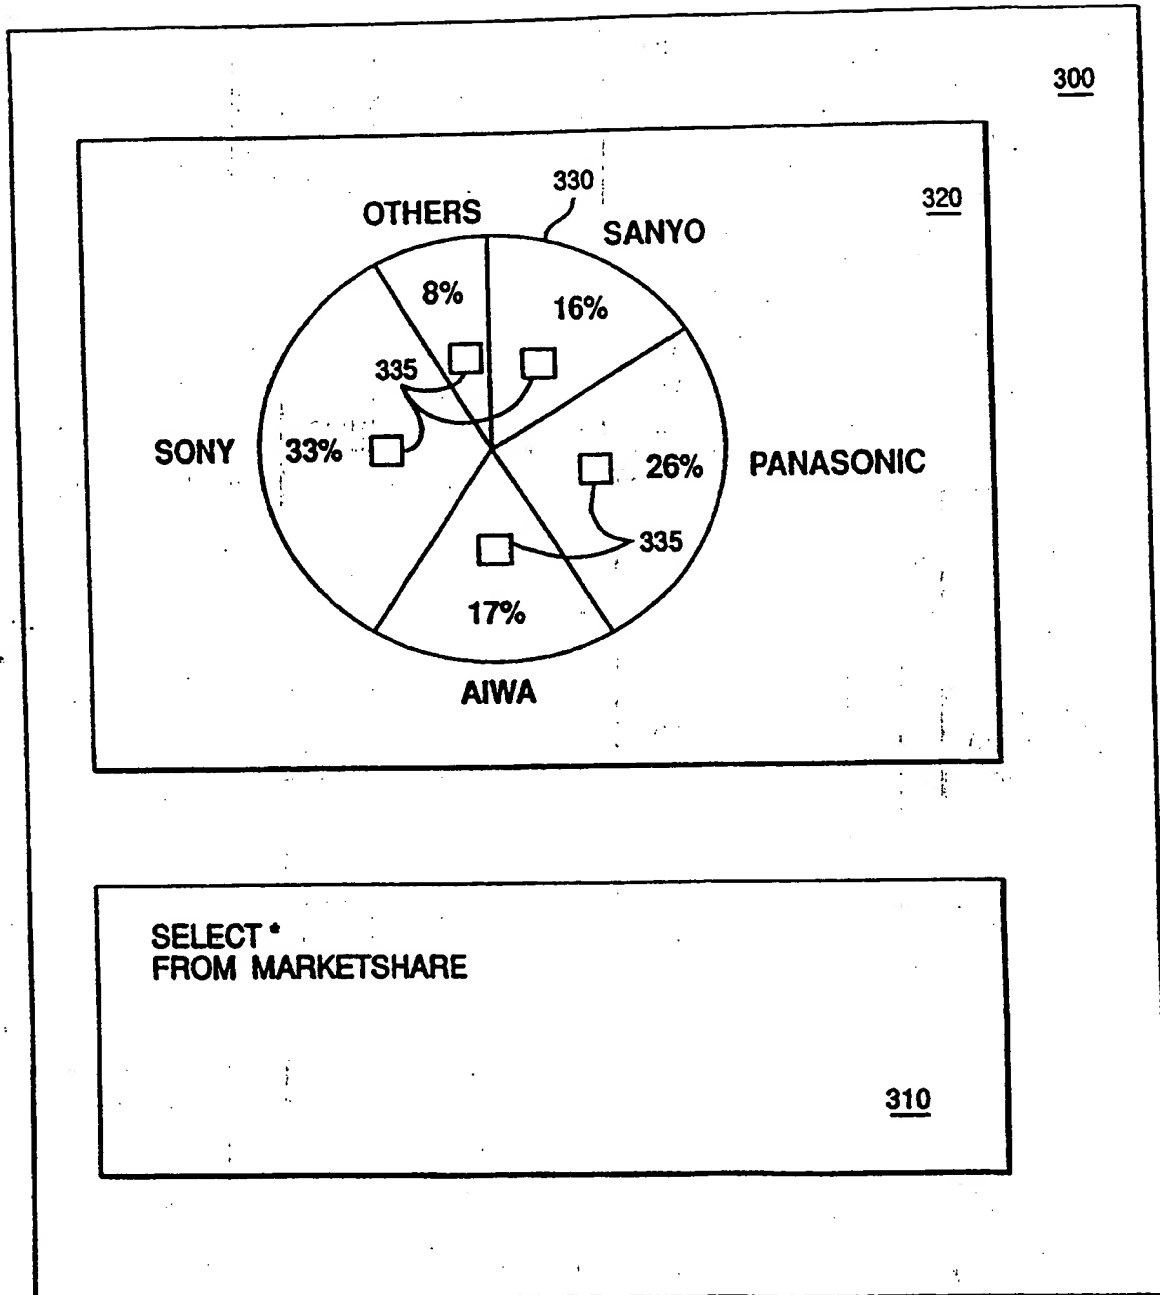 300
330
320
OTHERS
SANYO
8%
16%
335
SONY
33%
26%
PANASONIC
335
17%
AIWA
SELECT *
FROM MARKETSHARE
310